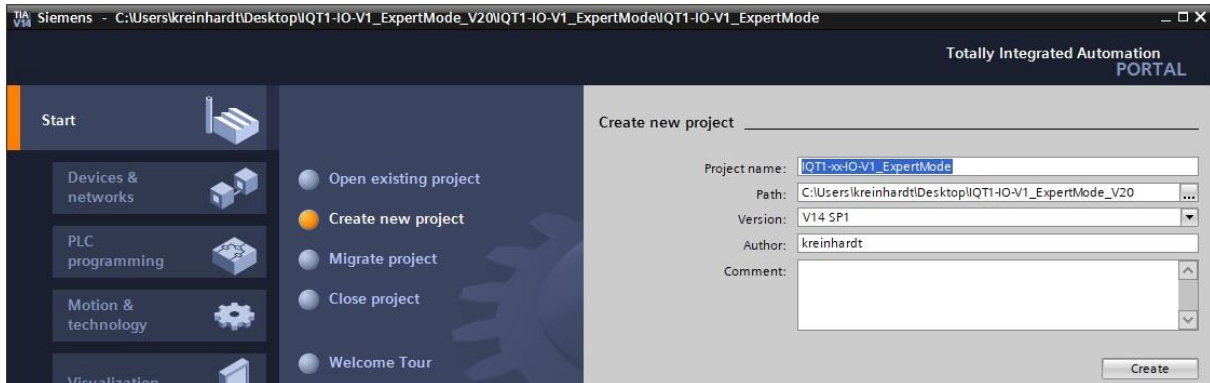 TIA V14 Siemens - C:\Users\kreinhardt\Desktop\IQT1-IO-V1_ExpertMode_V20\IQT1-IO-V1_ExpertMode\IQT1-IO-V1_ExpertMode
Totally Integrated Automation
PORTAL
Start
Devices &
networks
PLC
programming
Motion &
technology
Visualization
Open existing project
Create new project
Migrate project
Close project
Welcome Tour
Create new project
Project name: IQT1-xx-IO-V1_ExpertMode
Path: C:\Users\kreinhardt\Desktop\IQT1-IO-V1_ExpertMode_V20 ...
Version: V14 SP1
Author: kreinhardt
Comment:
Create